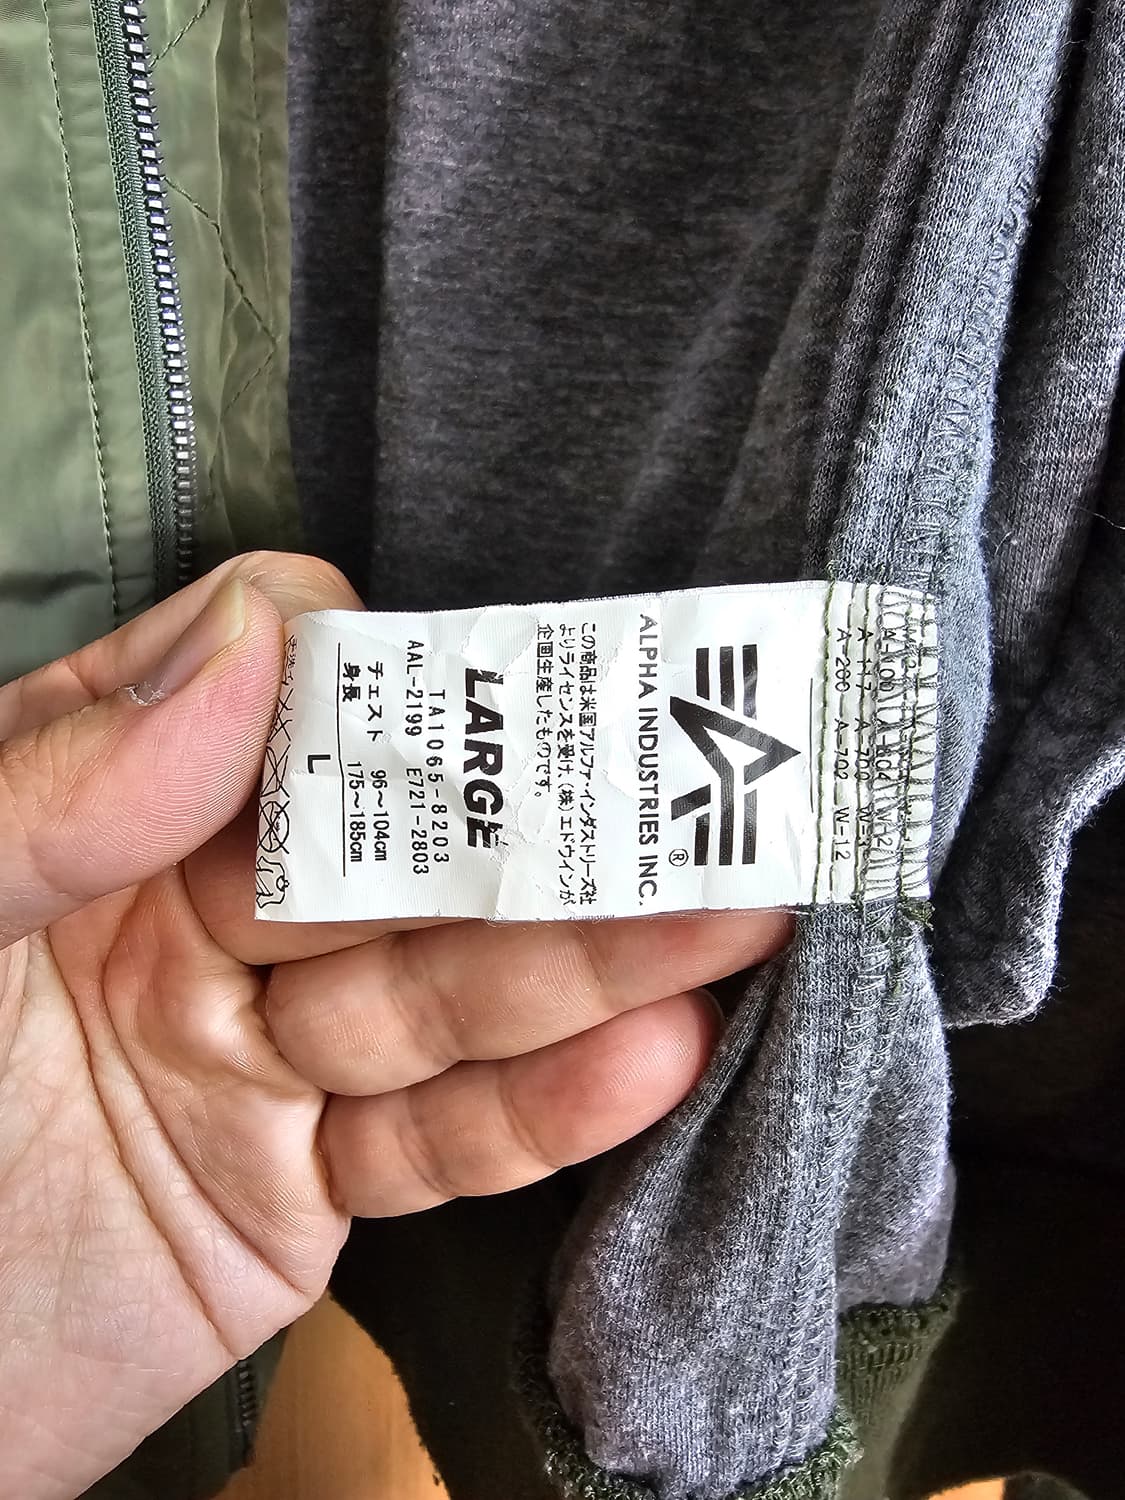 A-200 A-702 W-12
ALPHA INDUSTRIES INC.
®
この商品は米国アルファ・インダストリーズ社
よりライセンスを受け、(株)エドウインが
企画生産したものです。
LARGE
TA1065-8203
AAL-2199 E721-2803
チェスト 96〜104cm
身長 175〜185cm
L